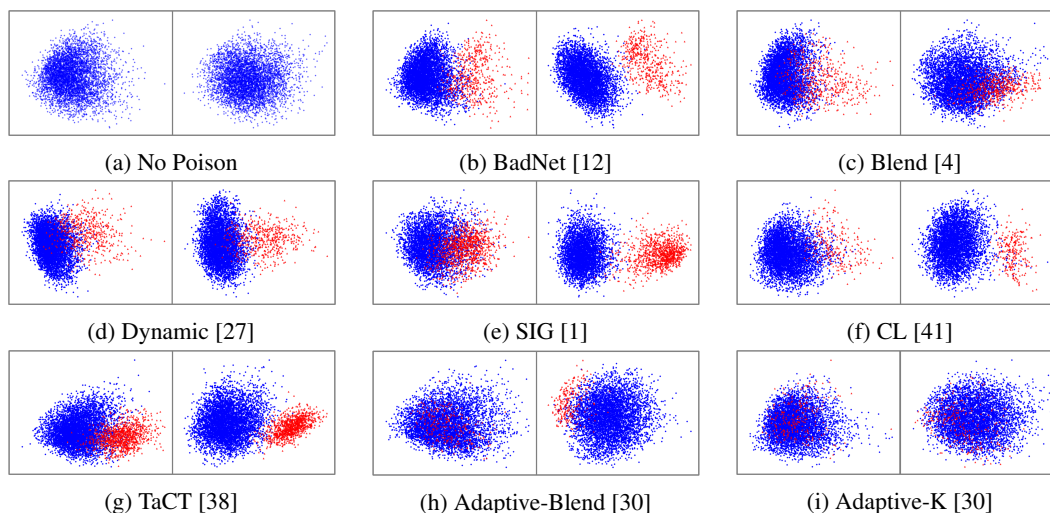 (a) No Poison
(b) BadNet [12]
(c) Blend [4]
(d) Dynamic [27]
(e) SIG [1]
(f) CL [41]
(g) TaCT [38]
(h) Adaptive-Blend [30]
(i) Adaptive-K [30]